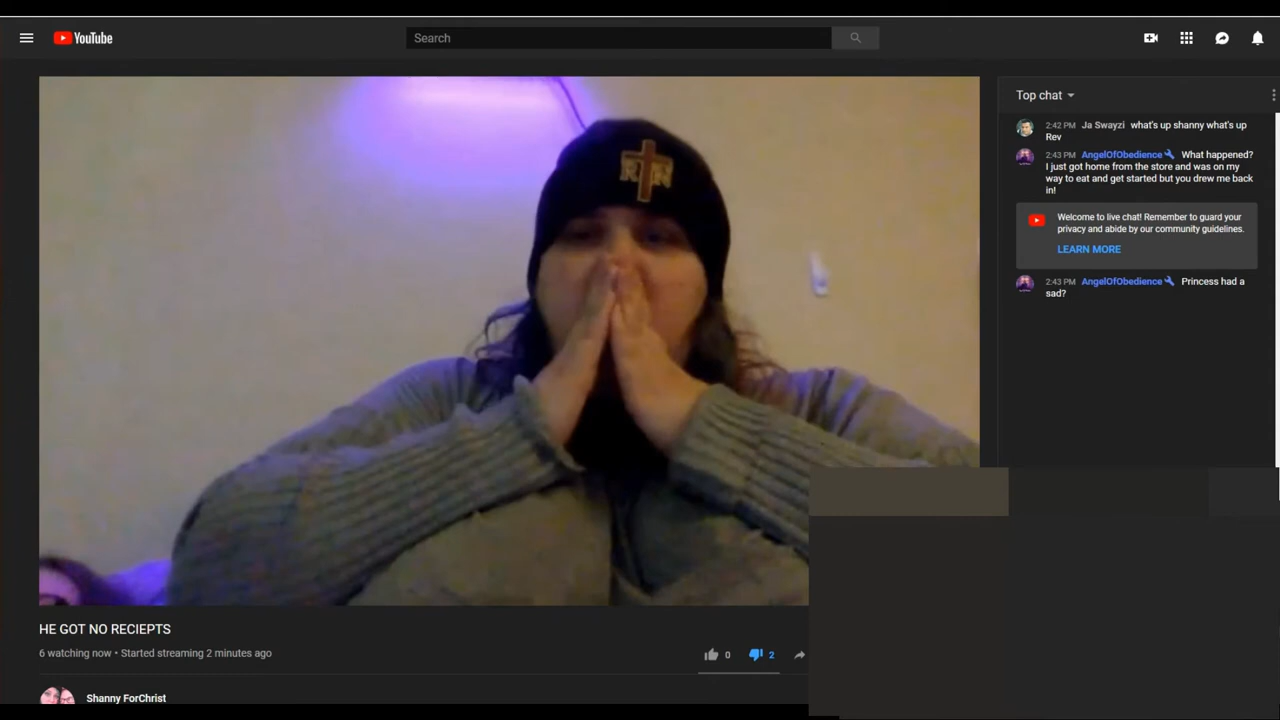 YouTube
Search
Top chat
2:42 PM Ja Swayzi what's up shanny what's up
Rev
2:43 PM AngelOfObedience What happened?
I just got home from the store and was on my
way to eat and get started but you drew me back
in!
Welcome to live chat! Remember to guard your
privacy and abide by our community guidelines.
LEARN MORE
2:43 PM AngelOfObedience Princess had a
sad?
HE GOT NO RECIEPTS
6 watching now • Started streaming 2 minutes ago
0
2
Shanny ForChrist